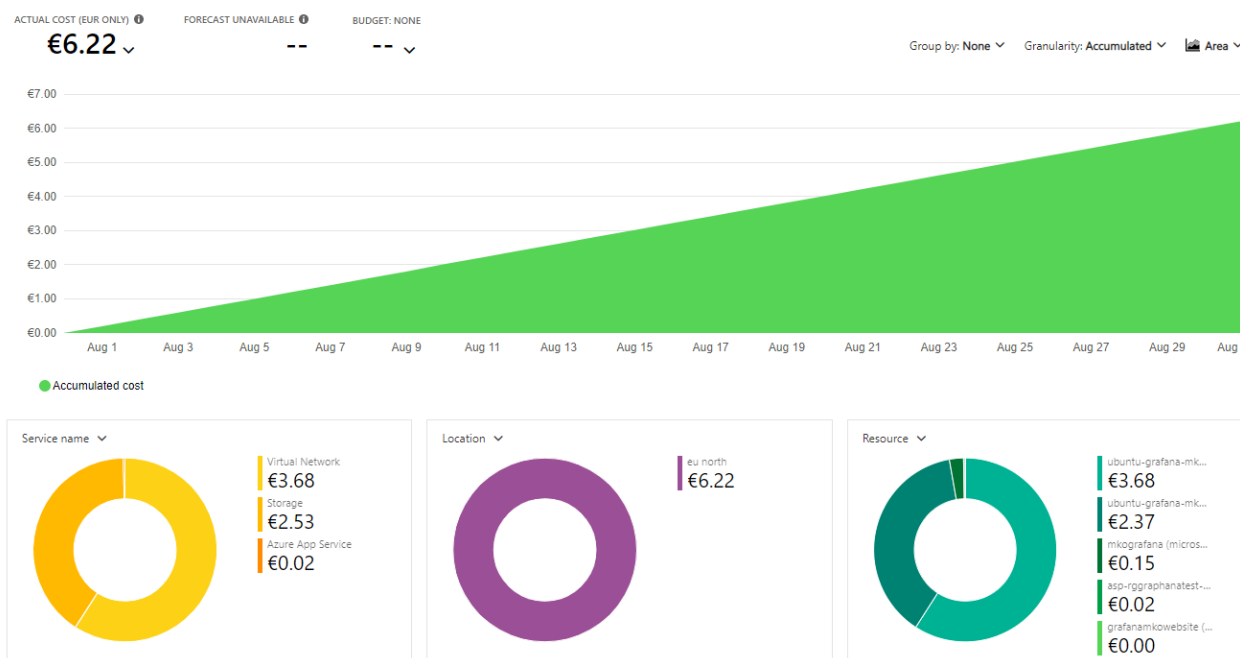 ACTUAL COST (EUR ONLY) FORECAST UNAVAILABLE BUDGET: NONE
€6.22 -- --
Group by: None Granularity: Accumulated Area
€7.00
€6.00
€5.00
€4.00
€3.00
€2.00
€1.00
€0.00
Aug 1 Aug 3 Aug 5 Aug 7 Aug 9 Aug 11 Aug 13 Aug 15 Aug 17 Aug 19 Aug 21 Aug 23 Aug 25 Aug 27 Aug 29 Aug
Accumulated cost
Service name
Virtual Network
€3.68
Storage
€2.53
Azure App Service
€0.02
Location
eu north
€6.22
Resource
ubuntu-grafana-mk...
€3.68
ubuntu-grafana-mk...
€2.37
mkografana (micros...
€0.15
asp-rggraphanatest-...
€0.02
grafanamkowebsite (...
€0.00